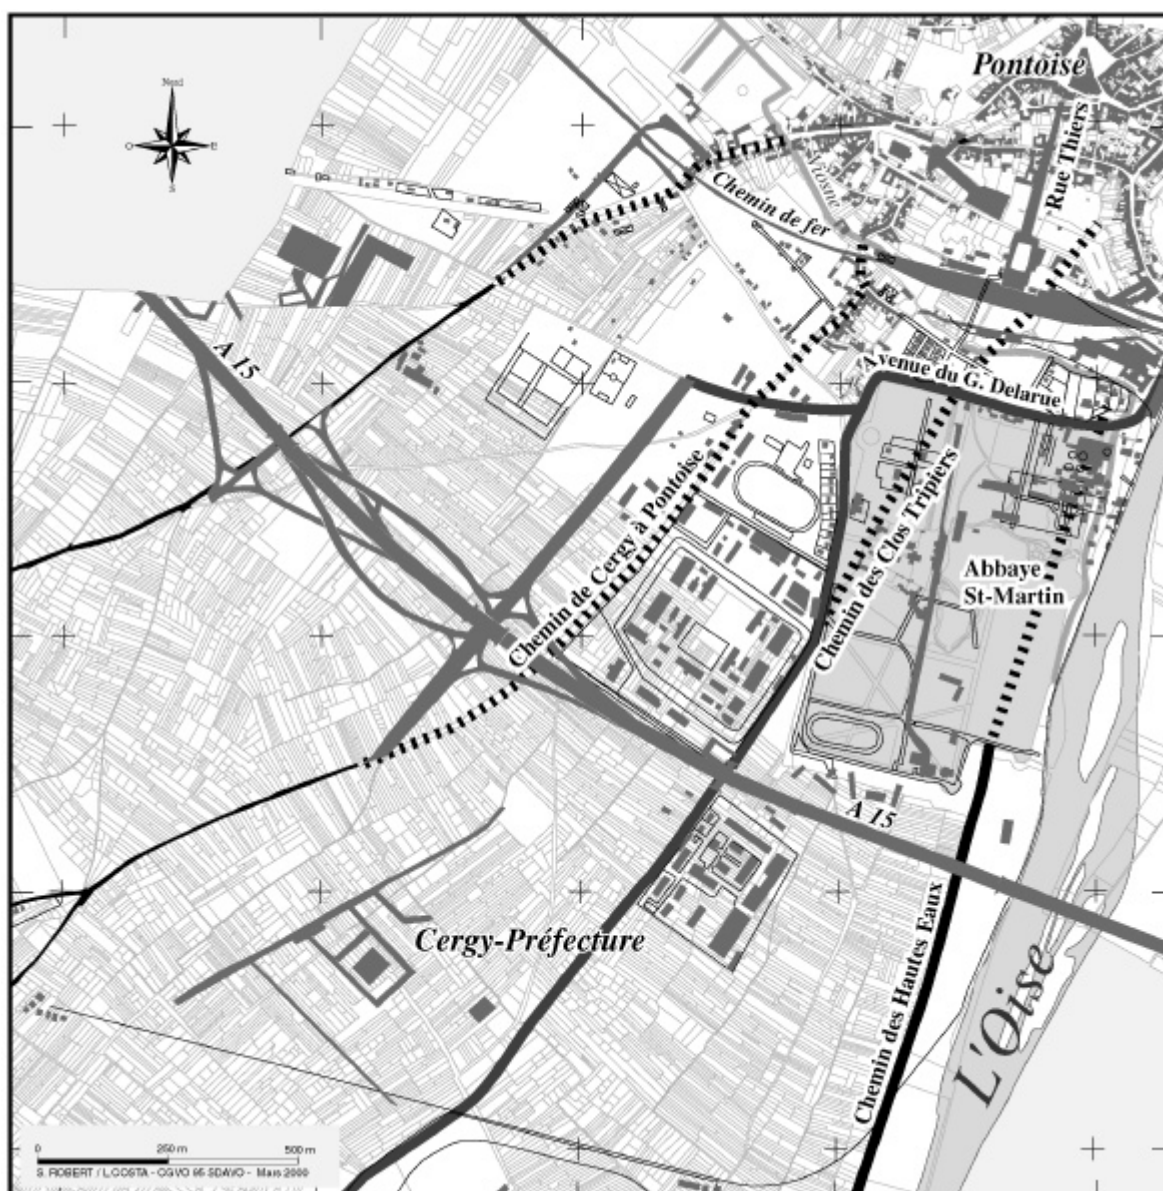 Pontoise
Nord
O
E
S
Rue Thiers
Viosne
Chemin de fer
A 15
Avenue du G. Delarue
Chemin de Cergy à Pontoise
Chemin des Clos Tripiers
Abbaye
St-Martin
A 15
Cergy-Préfecture
Chemin des Hautes Eaux
L'Oise
0 250 m 500 m
S. ROBERT / L.COSTA - CGVO 95 SDAVO - Mars 2000